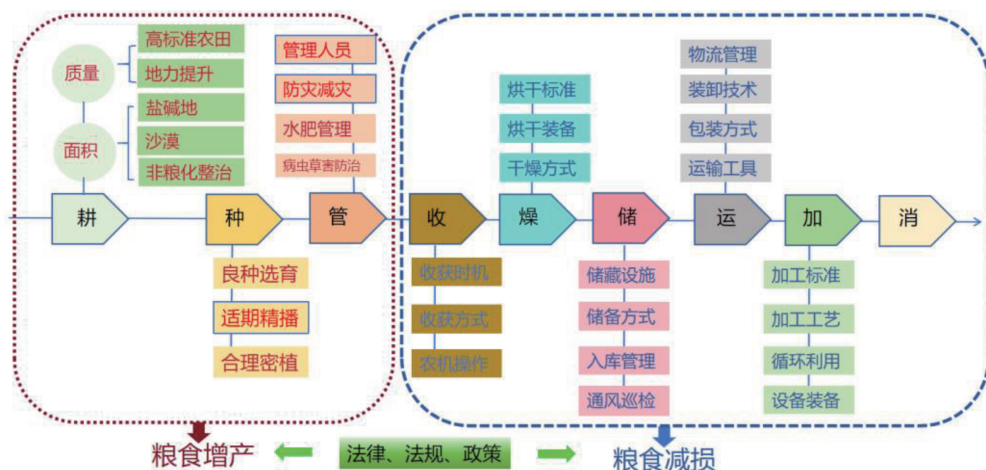 质量
高标准农田
地力提升
面积
盐碱地
沙漠
非粮化整治
耕
种
良种选育
适期精播
合理密植
管理人员
防灾减灾
水肥管理
病虫草害防治
管
收
收获时机
收获方式
农机操作
烘干标准
烘干装备
干燥方式
燥
储
储藏设施
储备方式
入库管理
通风巡检
物流管理
装卸技术
包装方式
运输工具
运
加
加工标准
加工工艺
循环利用
设备装备
消
粮食增产
法律、法规、政策
粮食减损